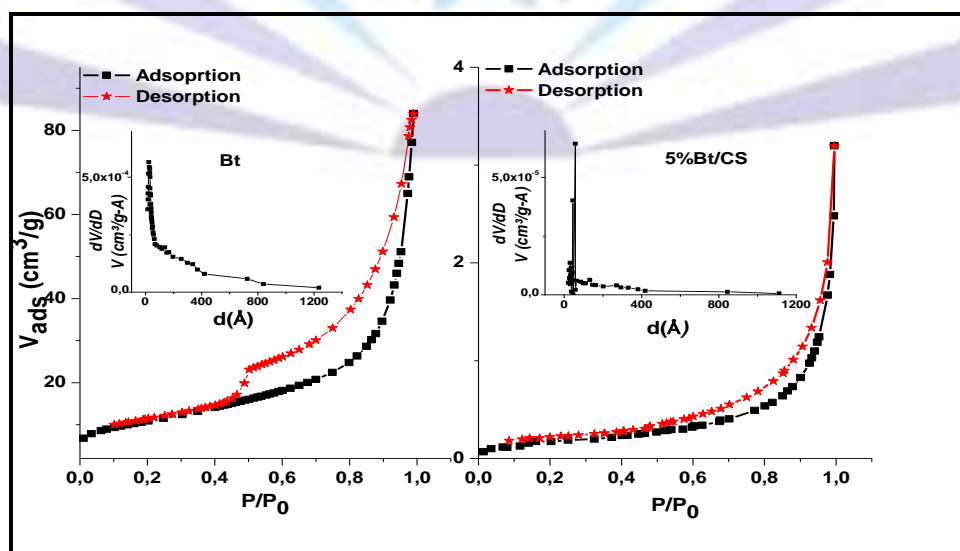 Adsoprtion
Desorption
Bt
5,0x10⁻⁴
0,0
dV/dD
V (cm³/g-A)
0 400 800 1200
d(Å)
80
60
40
20
V_ads (cm³/g)
0,0 0,2 0,4 0,6 0,8 1,0
P/P₀
Adsorption
Desorption
5%Bt/CS
5,0x10⁻⁵
0,0
dV/dD
V (cm³/g-A)
0 400 800 1200
d(Å)
4
2
0
0,0 0,2 0,4 0,6 0,8 1,0
P/P₀